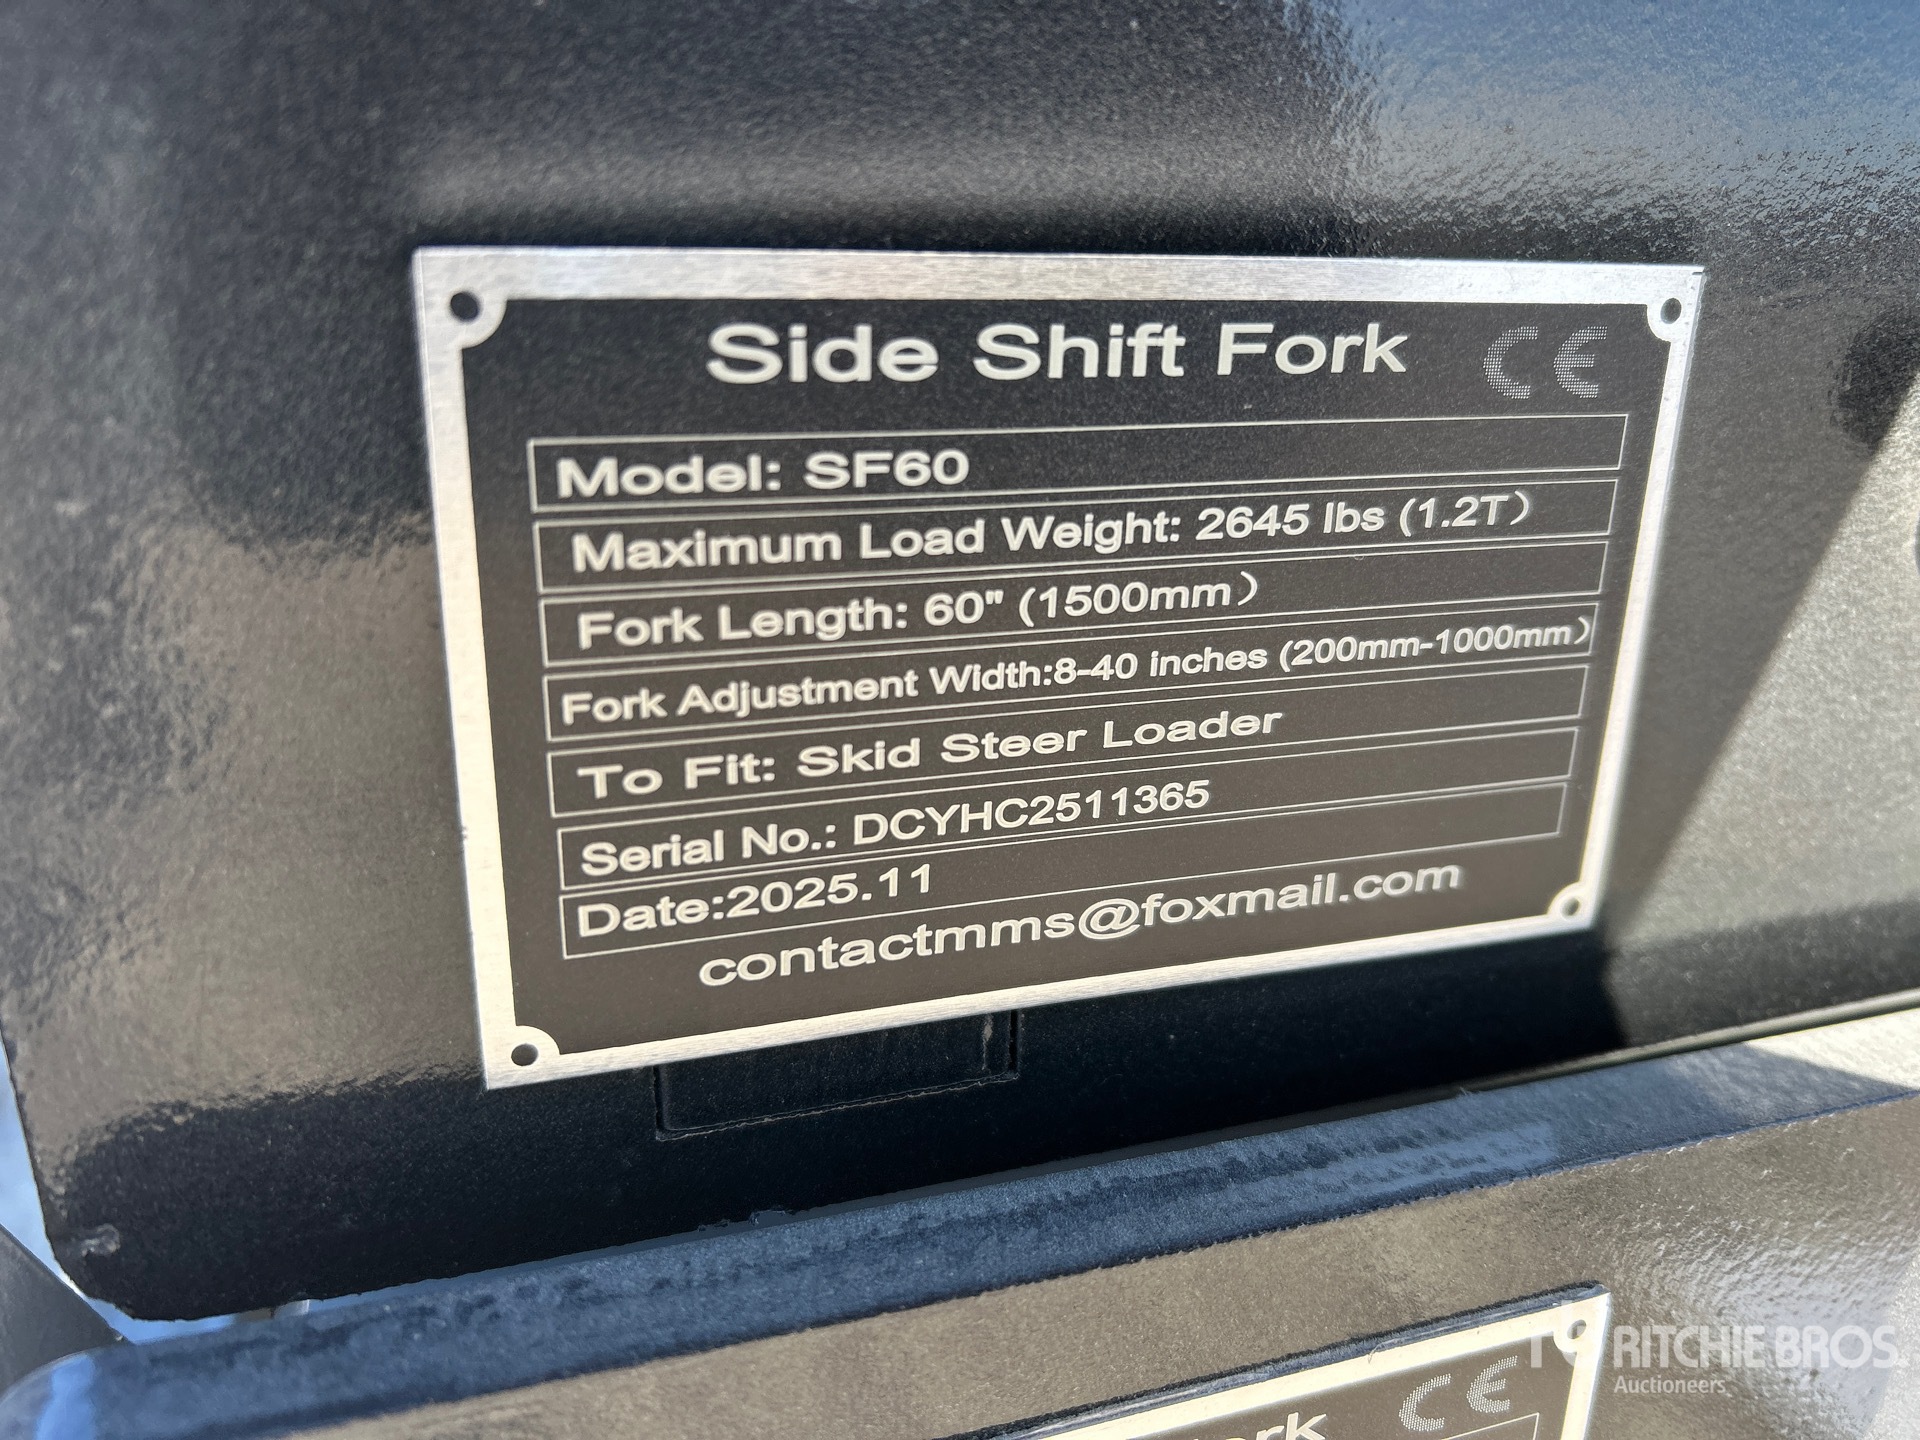 Side Shift Fork CE
Model: SF60
Maximum Load Weight: 2645 lbs (1.2T)
Fork Length: 60" (1500mm)
Fork Adjustment Width:8-40 inches (200mm-1000mm)
To Fit: Skid Steer Loader
Serial No.: DCYHC2511365
Date:2025.11
contactmms@foxmail.com
CE
RITCHIE BROS.
Auctioneers